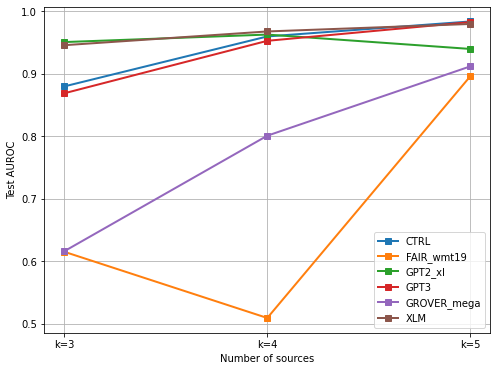 1.0
0.9
0.8
0.7
0.6
0.5
Test AUROC
k=3
k=4
k=5
Number of sources
CTRL
FAIR_wmt19
GPT2_xl
GPT3
GROVER_mega
XLM